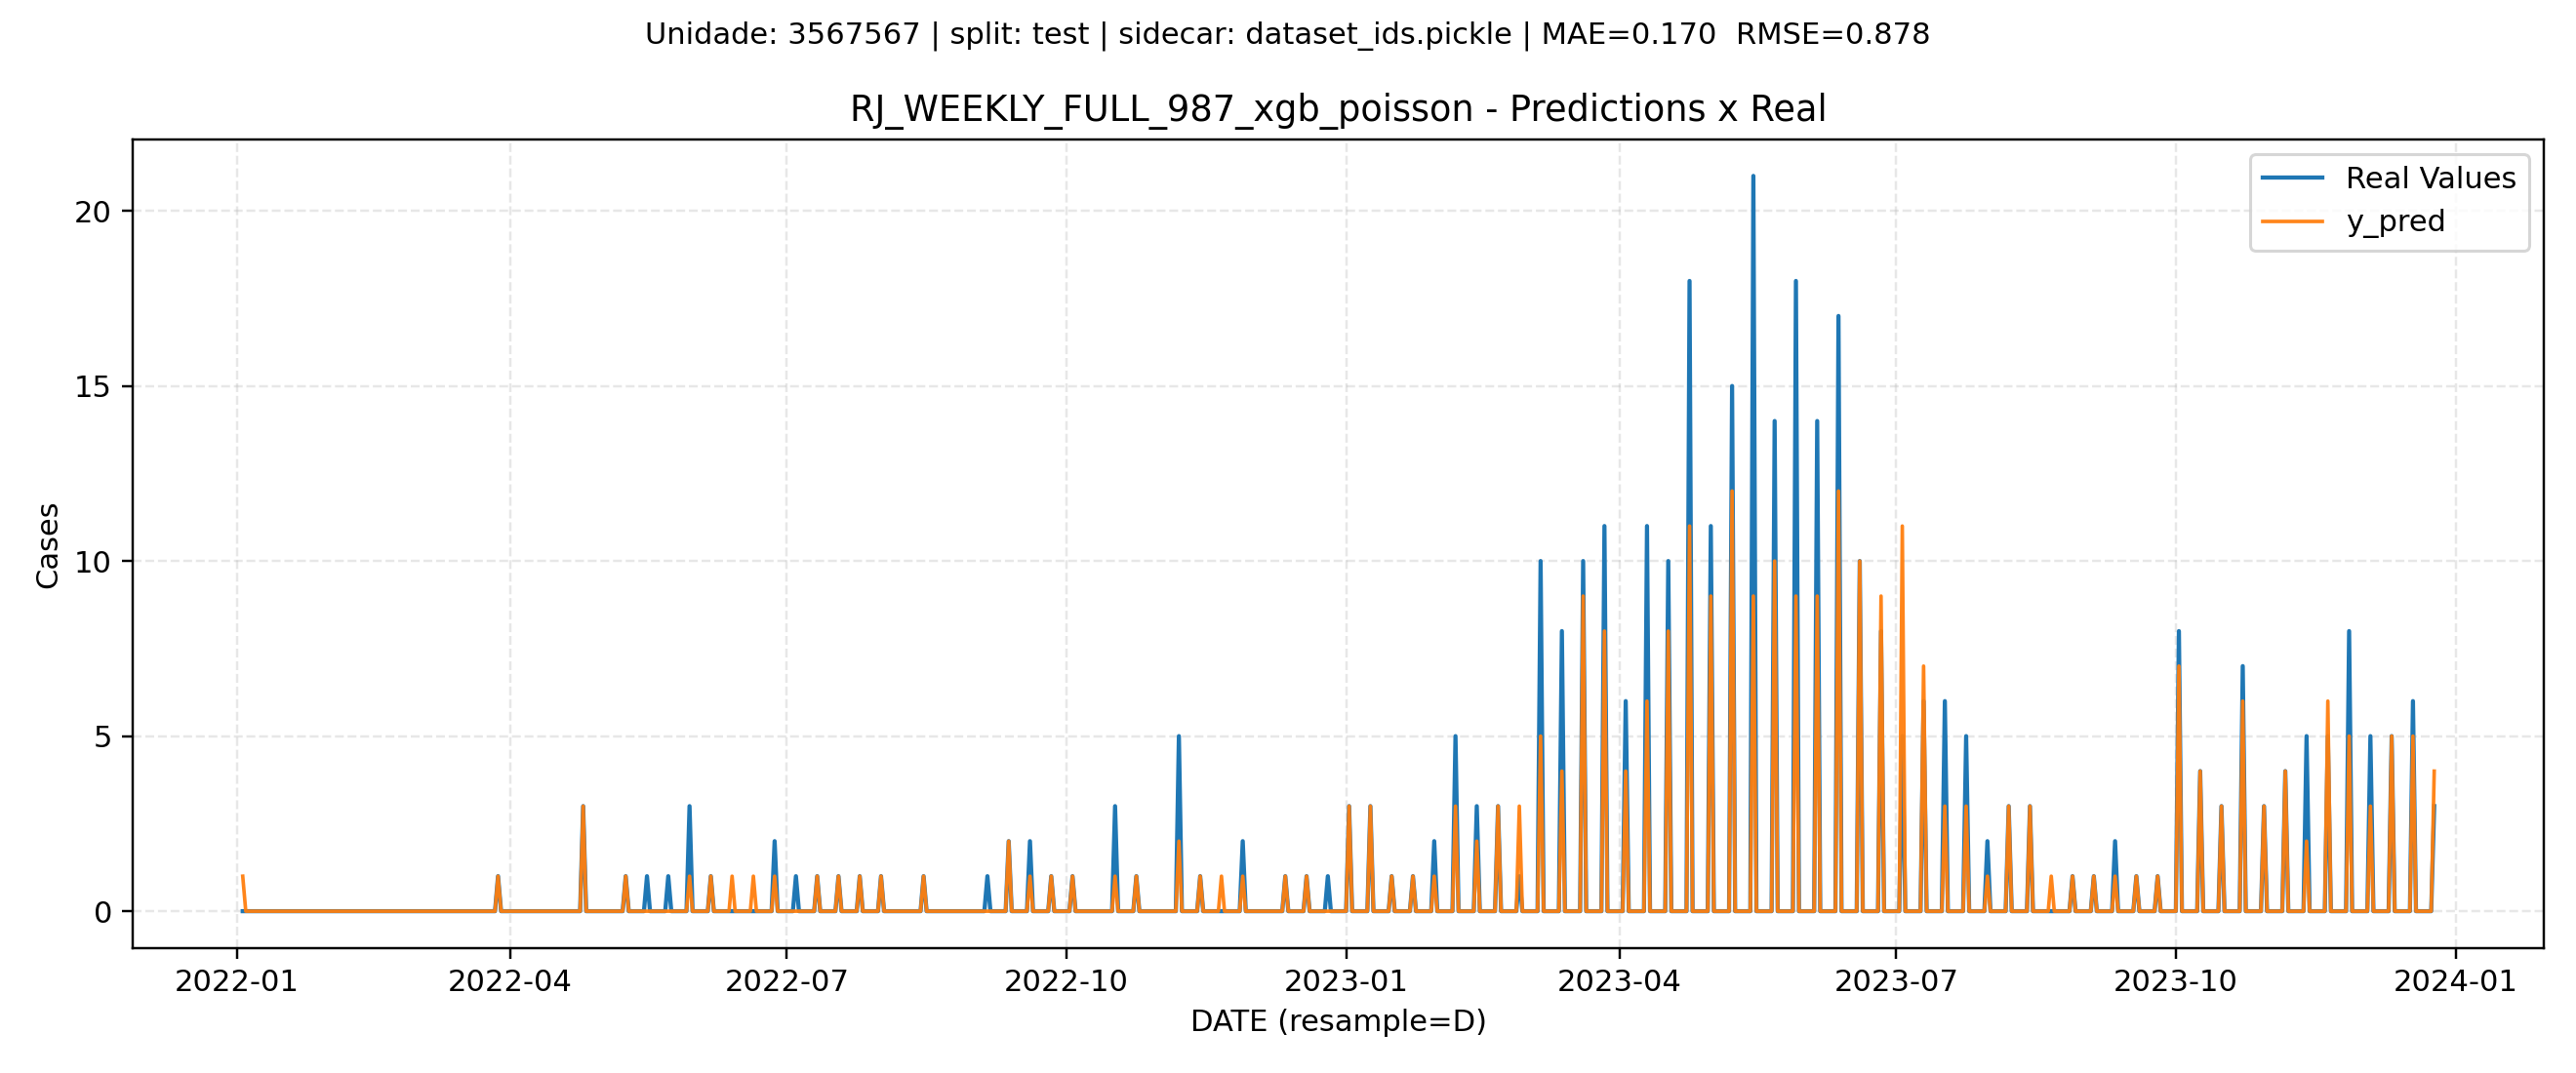 Unidade: 3567567 | split: test | sidecar: dataset_ids.pickle | MAE=0.170  RMSE=0.878
RJ_WEEKLY_FULL_987_xgb_poisson - Predictions x Real
Real Values
y_pred
Cases
20
15
10
5
0
2022-01
2022-04
2022-07
2022-10
2023-01
2023-04
2023-07
2023-10
2024-01
DATE (resample=D)